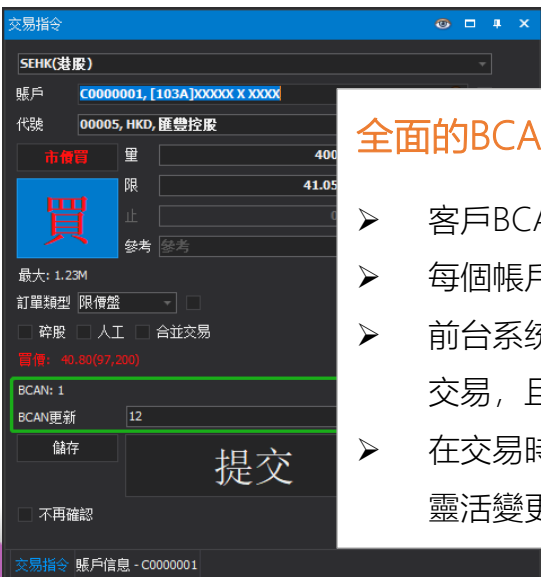 交易指令
SEHK(港股)
賬戶 C0000001, [103A]XXXXX X XXXX
代號 00005, HKD, 匯豐控股
市價買 量 400
限 41.05
買 止 0
參考 參考
最大: 1.23M
訂單類型 限價盤
碎股 人工 合並交易
買價: 40.80(97,200)
BCAN: 1
BCAN更新 12
儲存 提交
不再確認
交易指令 賬戶信息 - C0000001
全面的BCA
➢ 客戶BCA
➢ 每個帳戶
➢ 前台系統
交易，且
➢ 在交易時
靈活變更